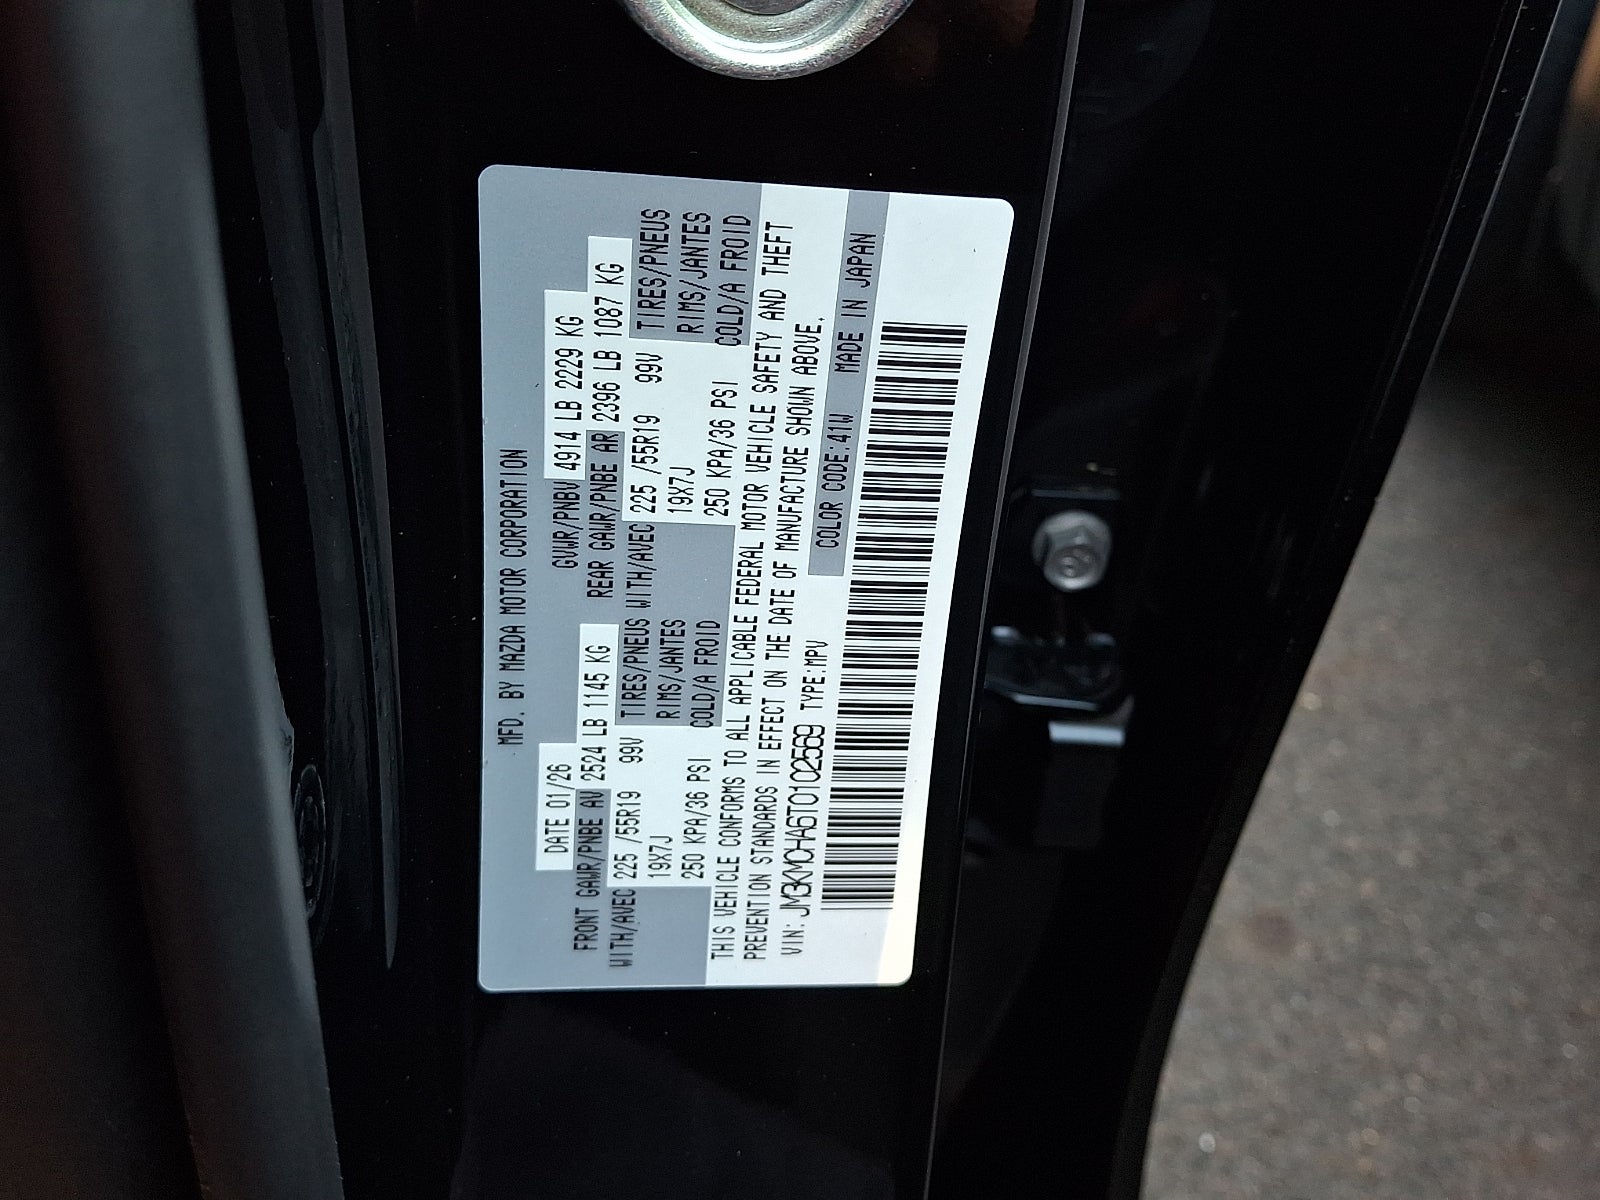 MFD. BY MAZDA MOTOR CORPORATION
DATE 01/26 GVWR/PNBV 4914 LB 2229 KG
FRONT GAWR/PNBE AV 2524 LB 1145 KG REAR GAWR/PNBE AR 2396 LB 1087 KG
WITH/AVEC 225 /55R19 99V TIRES/PNEUS WITH/AVEC 225 /55R19 99V TIRES/PNEUS
19X7J RIMS/JANTES 19X7J RIMS/JANTES
250 KPA/36 PSI COLD/A FROID 250 KPA/36 PSI COLD/A FROID
THIS VEHICLE CONFORMS TO ALL APPLICABLE FEDERAL MOTOR VEHICLE SAFETY AND THEFT
PREVENTION STANDARDS IN EFFECT ON THE DATE OF MANUFACTURE SHOWN ABOVE.
VIN: JM3KMCHA6T0102569 TYPE:MPV COLOR CODE:41W MADE IN JAPAN